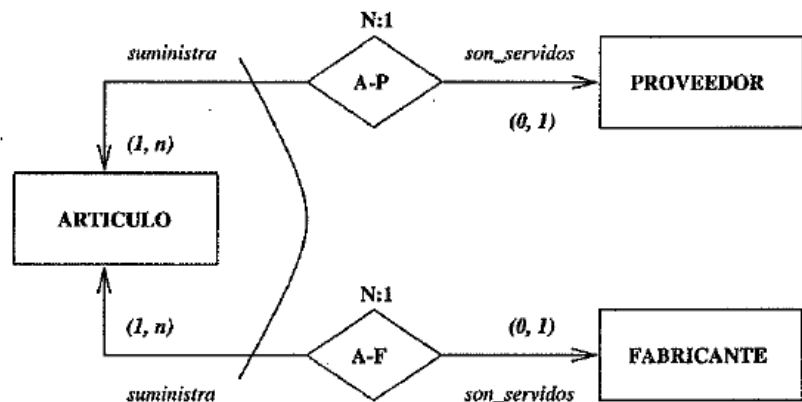 N:1
suministra
A-P
son_servidos
PROVEEDOR
(1, n)
(0, 1)
ARTICULO
N:1
(1, n)
(0, 1)
A-F
FABRICANTE
suministra
son_servidos